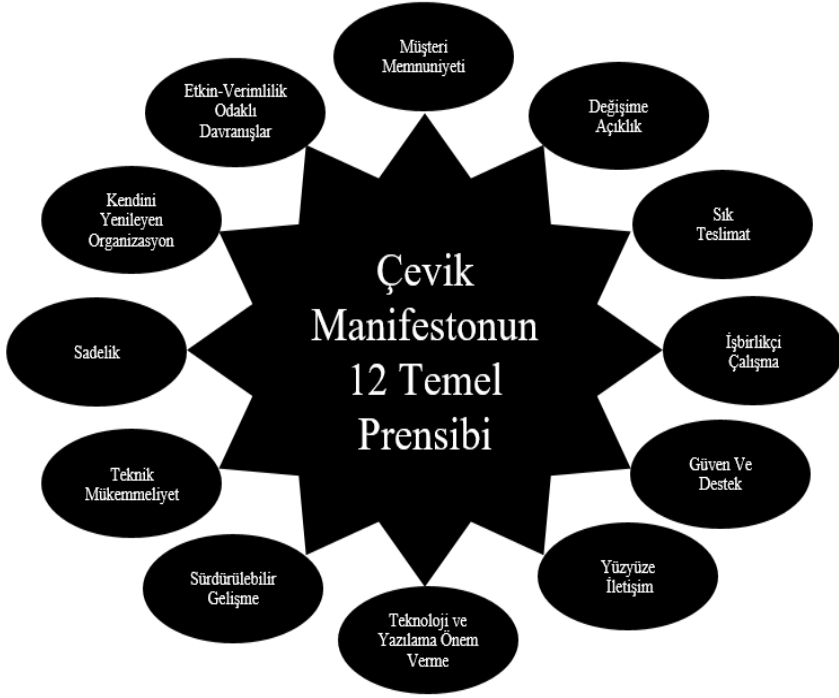 Müşteri
Memnuniyeti
Değişime
Açıklık
Sık
Teslimat
İşbirlikçi
Çalışma
Güven Ve
Destek
Yüzyüze
İletişim
Teknoloji ve
Yazılama Önem
Verme
Sürdürülebilir
Gelişme
Teknik
Mükemmeliyet
Sadelik
Kendini
Yenileyen
Organizasyon
Etkin-Verimlilik
Odaklı
Davranışlar
Çevik
Manifestonun
12 Temel
Prensibi